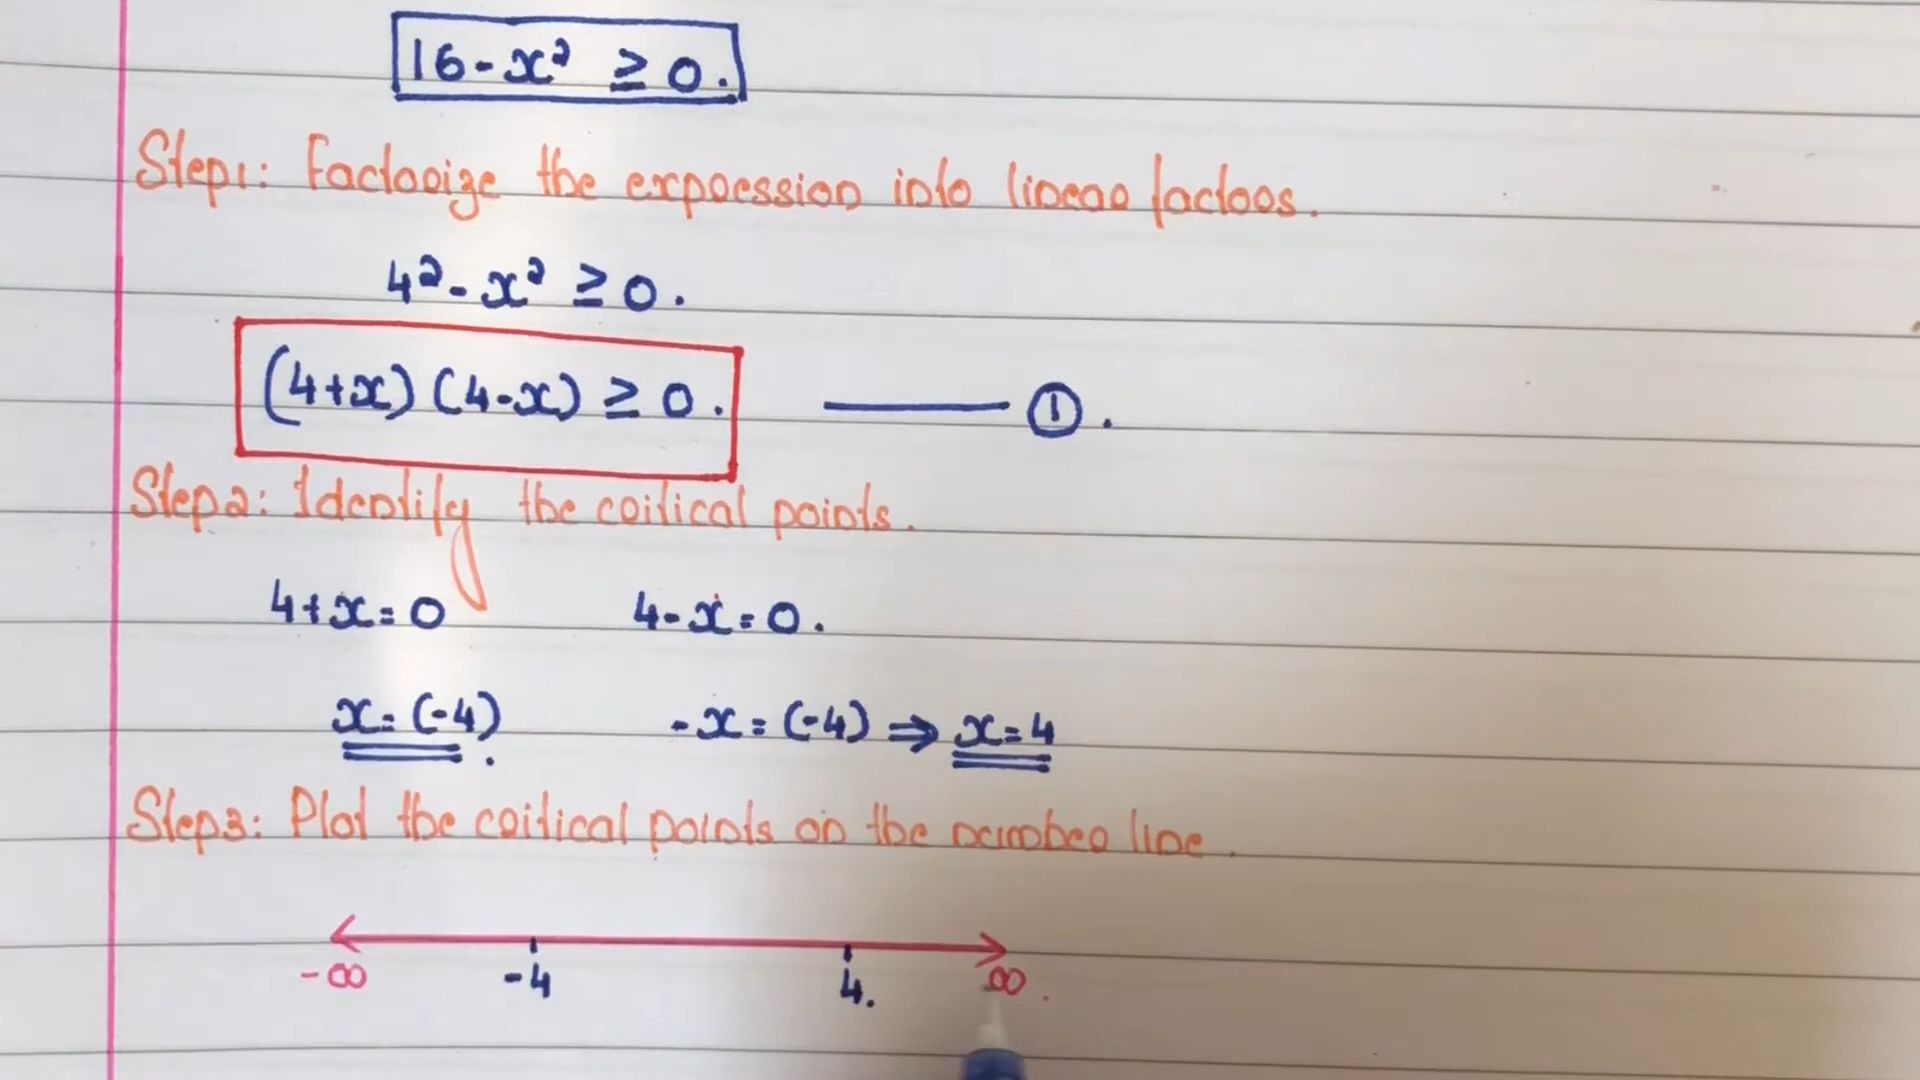 16-x² ≥ 0.
Step1: Factorize the expression into linear factors.
4²-x² ≥ 0.
(4+x)(4-x) ≥ 0. ——— ①.
Step2: Identify the critical points.
4+x=0 4-x=0.
x=(-4). -x=(-4) ⇒ x=4
Step3: Plot the critical points on the number line.
-∞ -4 4. ∞.